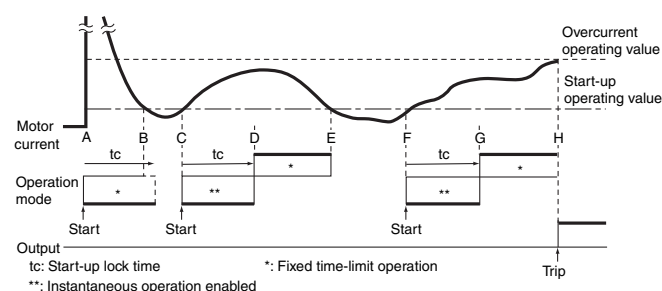 Overcurrent
operating value
Start-up
operating value
Motor
current
A B C D E F G H
tc tc tc
Operation
mode
* ** * ** *
Start Start Start
Output
Trip
tc: Start-up lock time *: Fixed time-limit operation
**: Instantaneous operation enabled